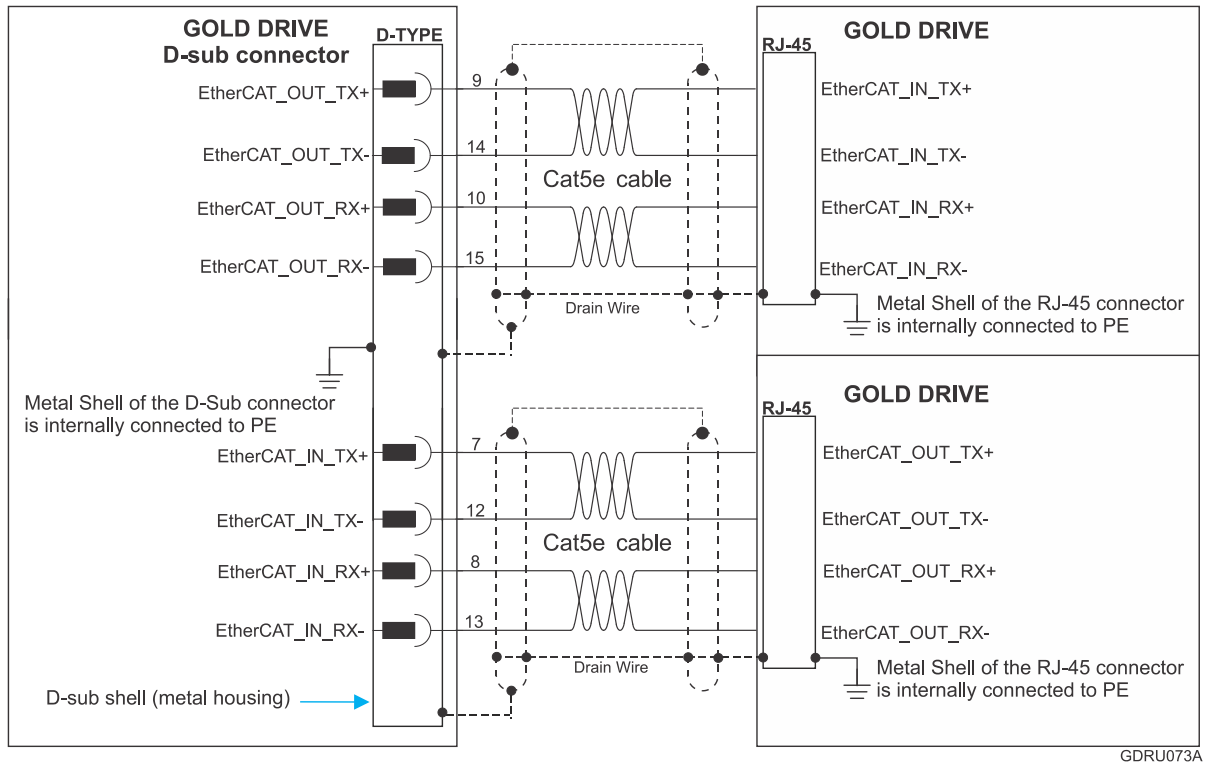 GOLD DRIVE
D-sub connector
D-TYPE
EtherCAT_OUT_TX+
9
EtherCAT_OUT_TX-
14
EtherCAT_OUT_RX+
10
EtherCAT_OUT_RX-
15
Cat5e cable
Drain Wire
GOLD DRIVE
RJ-45
EtherCAT_IN_TX+
EtherCAT_IN_TX-
EtherCAT_IN_RX+
EtherCAT_IN_RX-
Metal Shell of the RJ-45 connector
is internally connected to PE
Metal Shell of the D-Sub connector
is internally connected to PE
EtherCAT_IN_TX+
7
EtherCAT_IN_TX-
12
EtherCAT_IN_RX+
8
EtherCAT_IN_RX-
13
Cat5e cable
Drain Wire
D-sub shell (metal housing)
GOLD DRIVE
RJ-45
EtherCAT_OUT_TX+
EtherCAT_OUT_TX-
EtherCAT_OUT_RX+
EtherCAT_OUT_RX-
Metal Shell of the RJ-45 connector
is internally connected to PE
GDRU073A